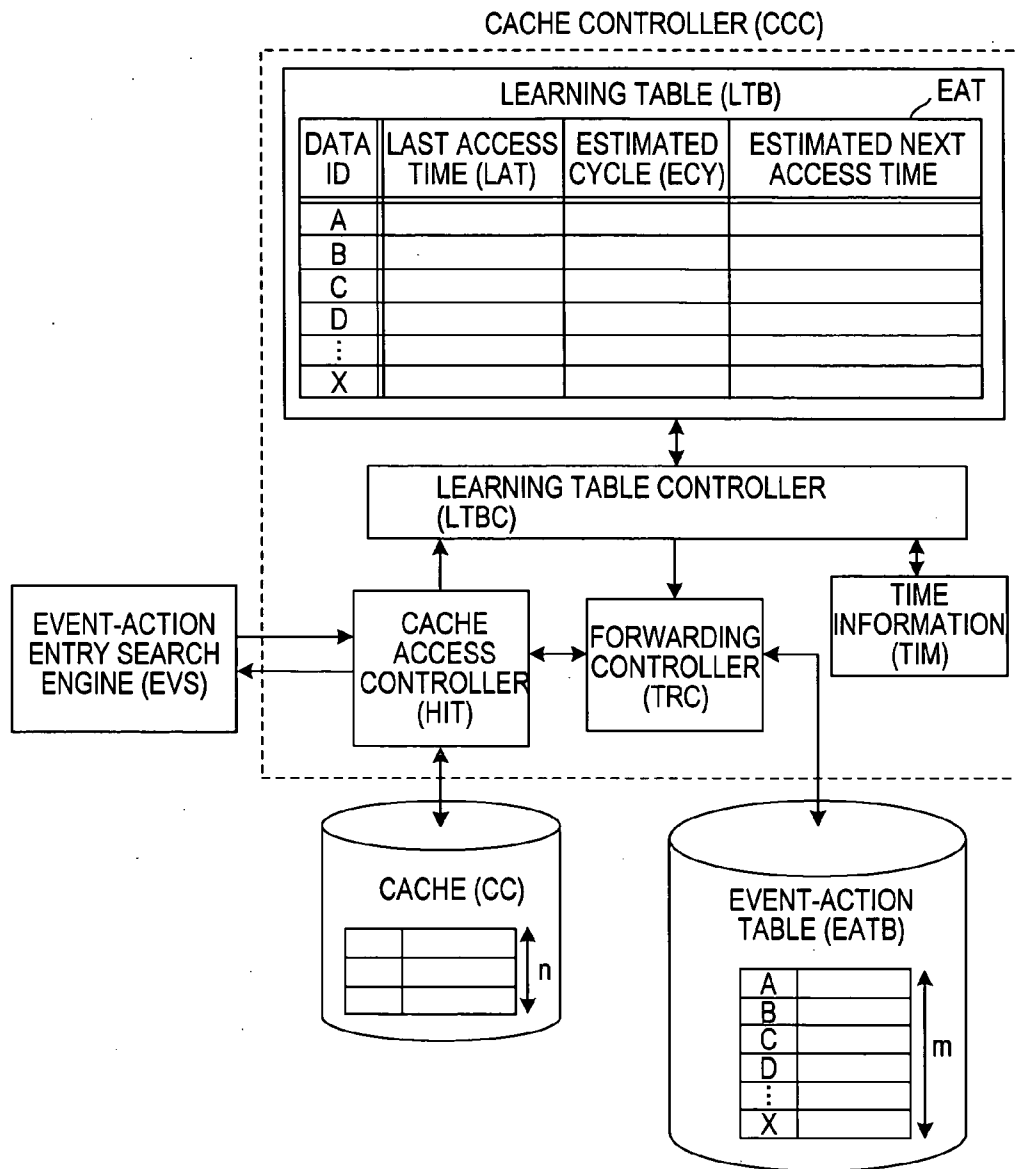 CACHE CONTROLLER (CCC)
LEARNING TABLE (LTB)
EAT
DATA ID
LAST ACCESS TIME (LAT)
ESTIMATED CYCLE (ECY)
ESTIMATED NEXT ACCESS TIME
A
B
C
D
⋮
X
LEARNING TABLE CONTROLLER
(LTBC)
EVENT-ACTION
ENTRY SEARCH
ENGINE (EVS)
CACHE
ACCESS
CONTROLLER
(HIT)
FORWARDING
CONTROLLER
(TRC)
TIME
INFORMATION
(TIM)
CACHE (CC)
n
EVENT-ACTION
TABLE (EATB)
A
B
C
D
⋮
X
m